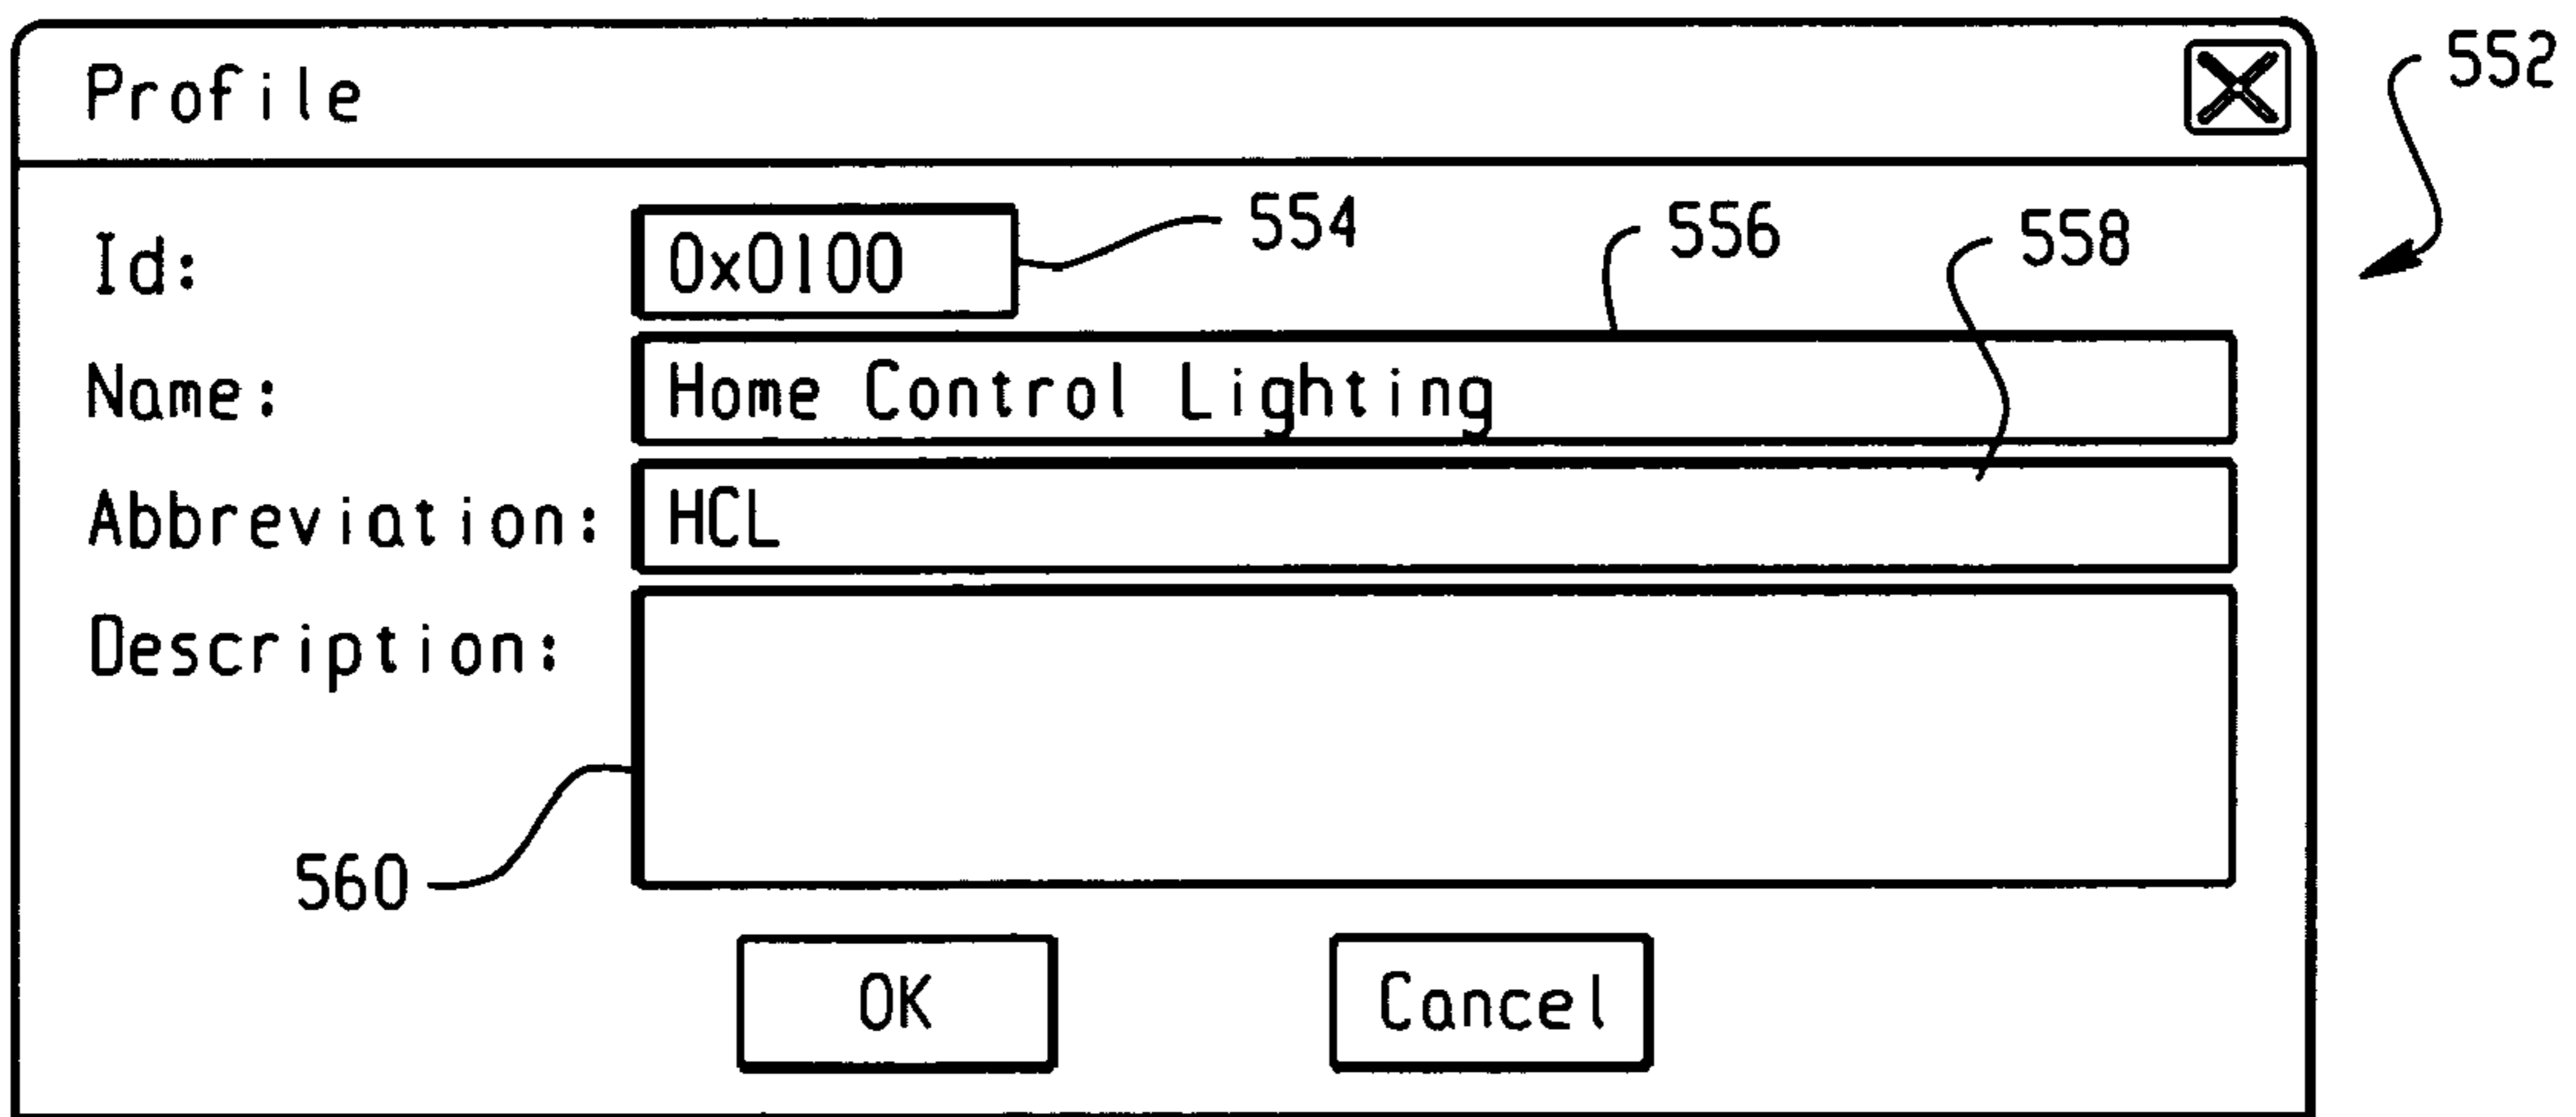 Profile
552
Id: 0x0100 554 556 558
Name: Home Control Lighting
Abbreviation: HCL
Description:
560
OK Cancel